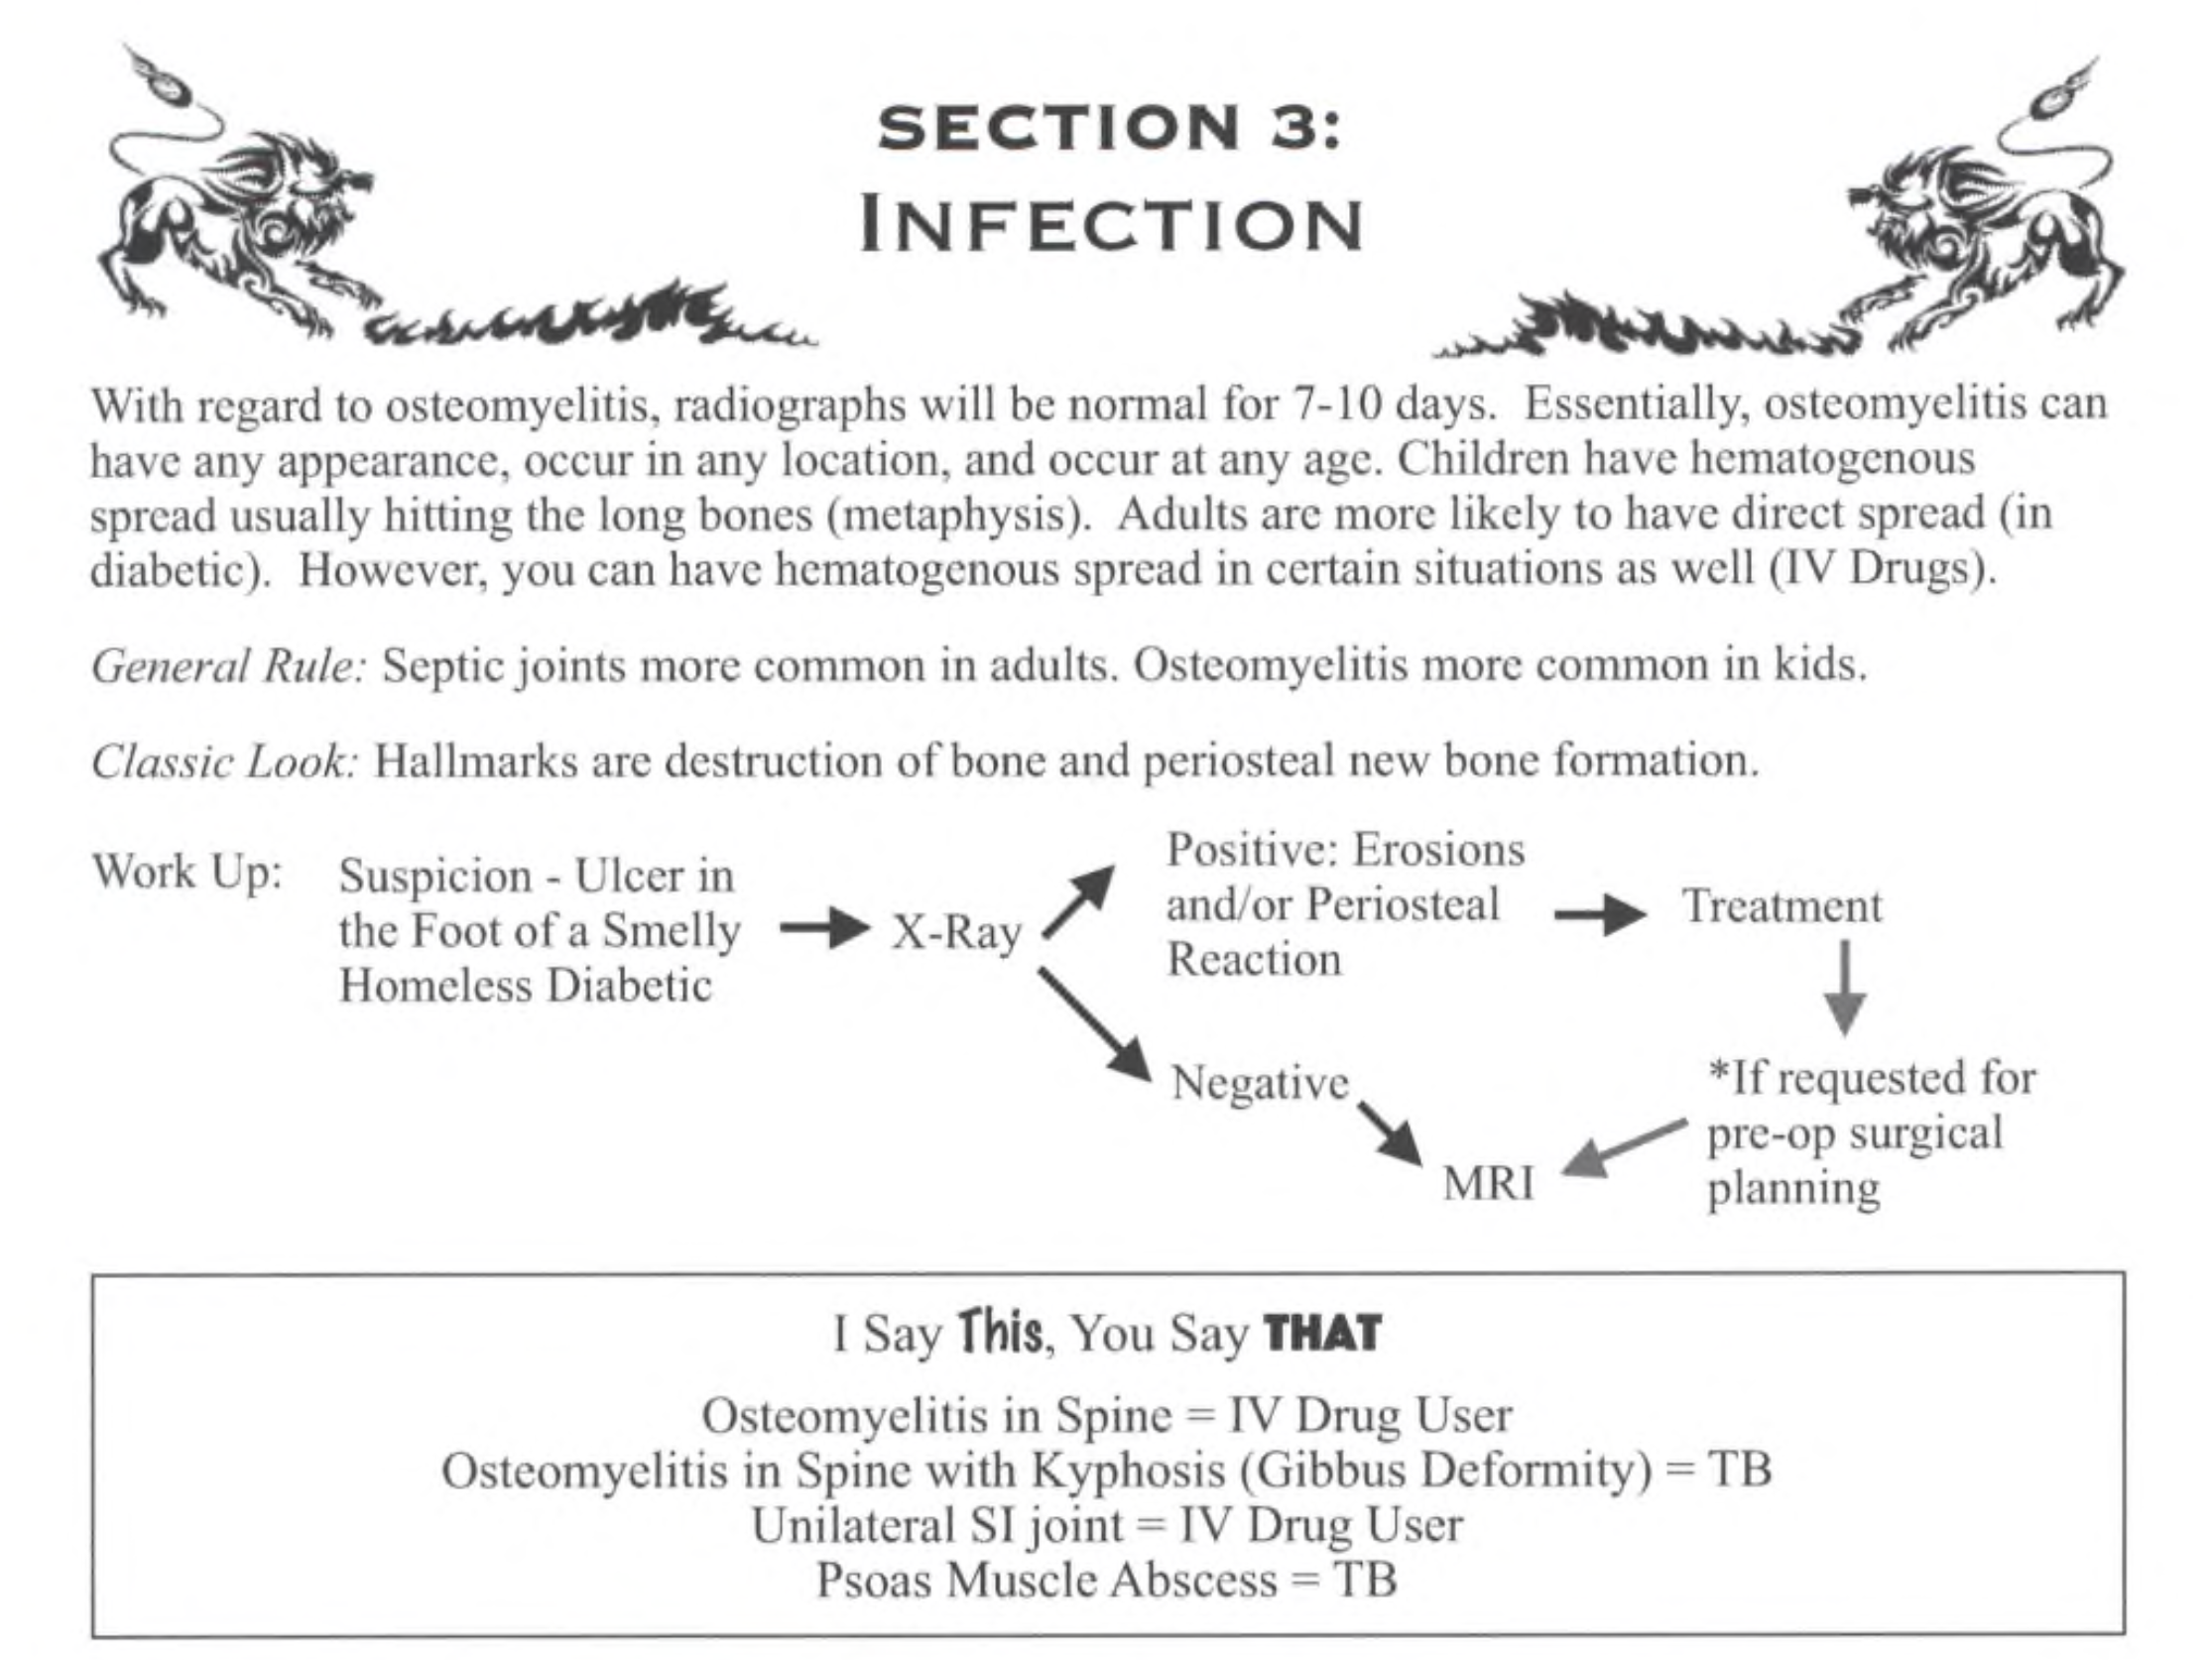 SECTION 3:
INFECTION
With regard to osteomyelitis, radiographs will be normal for 7-10 days. Essentially, osteomyelitis can
have any appearance, occur in any location, and occur at any age. Children have hematogenous
spread usually hitting the long bones (metaphysis). Adults are more likely to have direct spread (in
diabetic). However, you can have hematogenous spread in certain situations as well (IV Drugs).
General Rule: Septic joints more common in adults. Osteomyelitis more common in kids.
Classic Look: Hallmarks are destruction of bone and periosteal new bone formation.
Work Up:
Suspicion - Ulcer in
the Foot of a Smelly
Homeless Diabetic
X-Ray
Positive: Erosions
and/or Periosteal
Reaction
Treatment
Negative
*If requested for
pre-op surgical
planning
MRI
I Say This, You Say THAT
Osteomyelitis in Spine = IV Drug User
Osteomyelitis in Spine with Kyphosis (Gibbus Deformity) = TB
Unilateral SI joint = IV Drug User
Psoas Muscle Abscess = TB